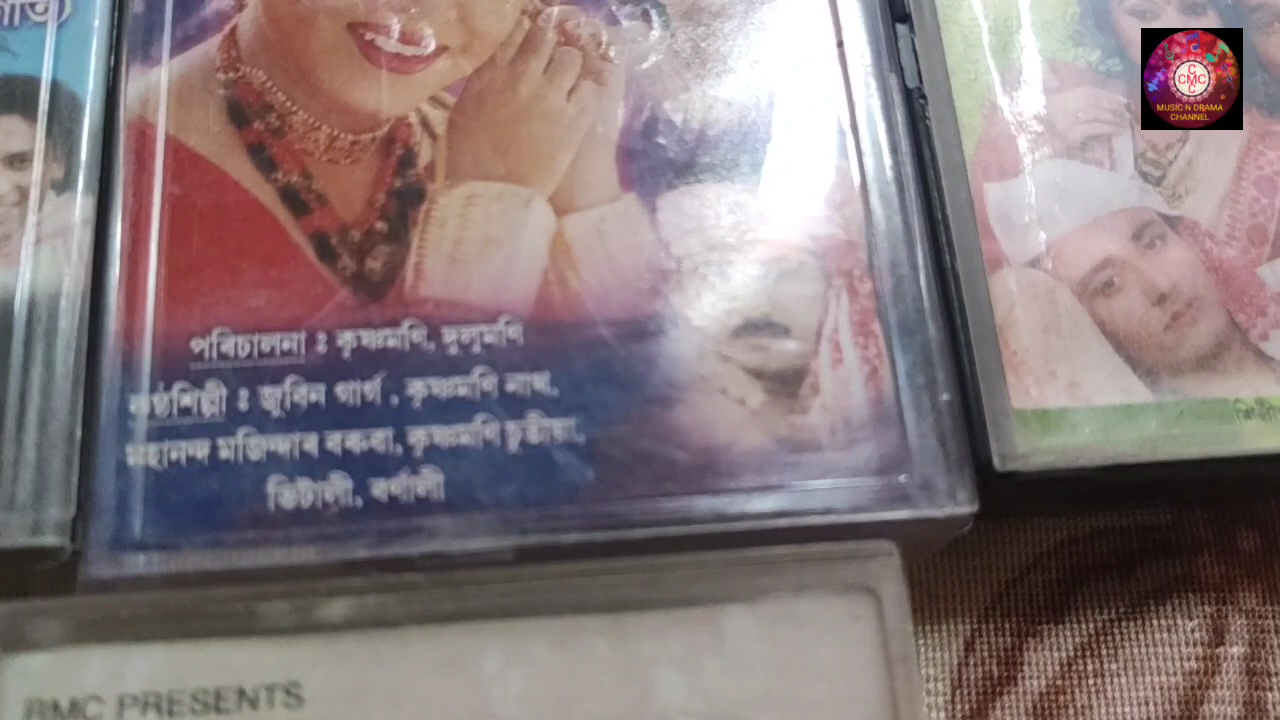 পৰিচালনা ঃ কৃষ্ণমণি, দুলুমণি
কণ্ঠশিল্পী ঃ জুবিন গাৰ্গ, কৃষ্ণমণি নাথ,
মহানন্দ মজিন্দাৰ বৰুবা, কৃষ্ণমণি চুতীয়া,
ভিটালী, বৰ্ণালী
RMC PRESENTS
CMC
MUSIC N DRAMA
CHANNEL